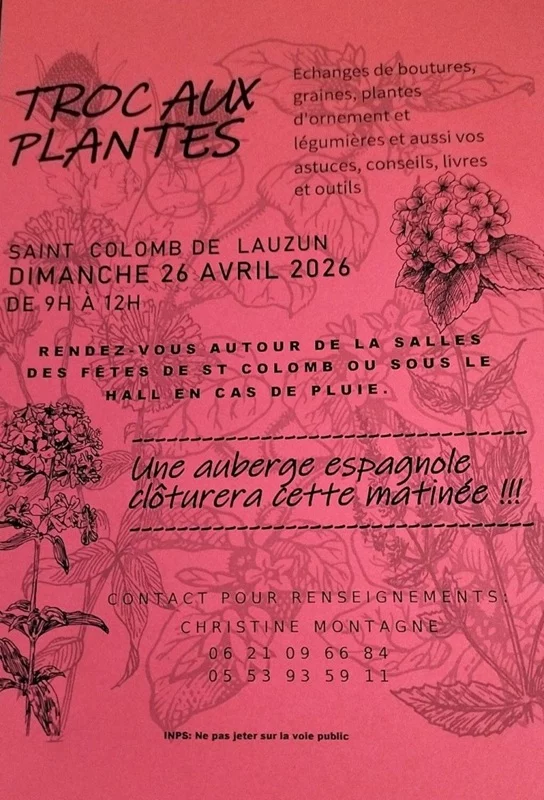 TROC AUX
PLANTES
Echanges de boutures,
graines, plantes
d'ornement et
légumières et aussi vos
astuces, conseils, livres
et outils
SAINT COLOMB DE LAUZUN
DIMANCHE 26 AVRIL 2026
DE 9H À 12H
RENDEZ-VOUS AUTOUR DE LA SALLES
DES FÊTES DE ST COLOMB OU SOUS LE
HALL EN CAS DE PLUIE.
Une auberge espagnole
clôturera cette matinée !!!
CONTACT POUR RENSEIGNEMENTS:
CHRISTINE MONTAGNE
06 21 09 66 84
05 53 93 59 11
INPS: Ne pas jeter sur la voie public